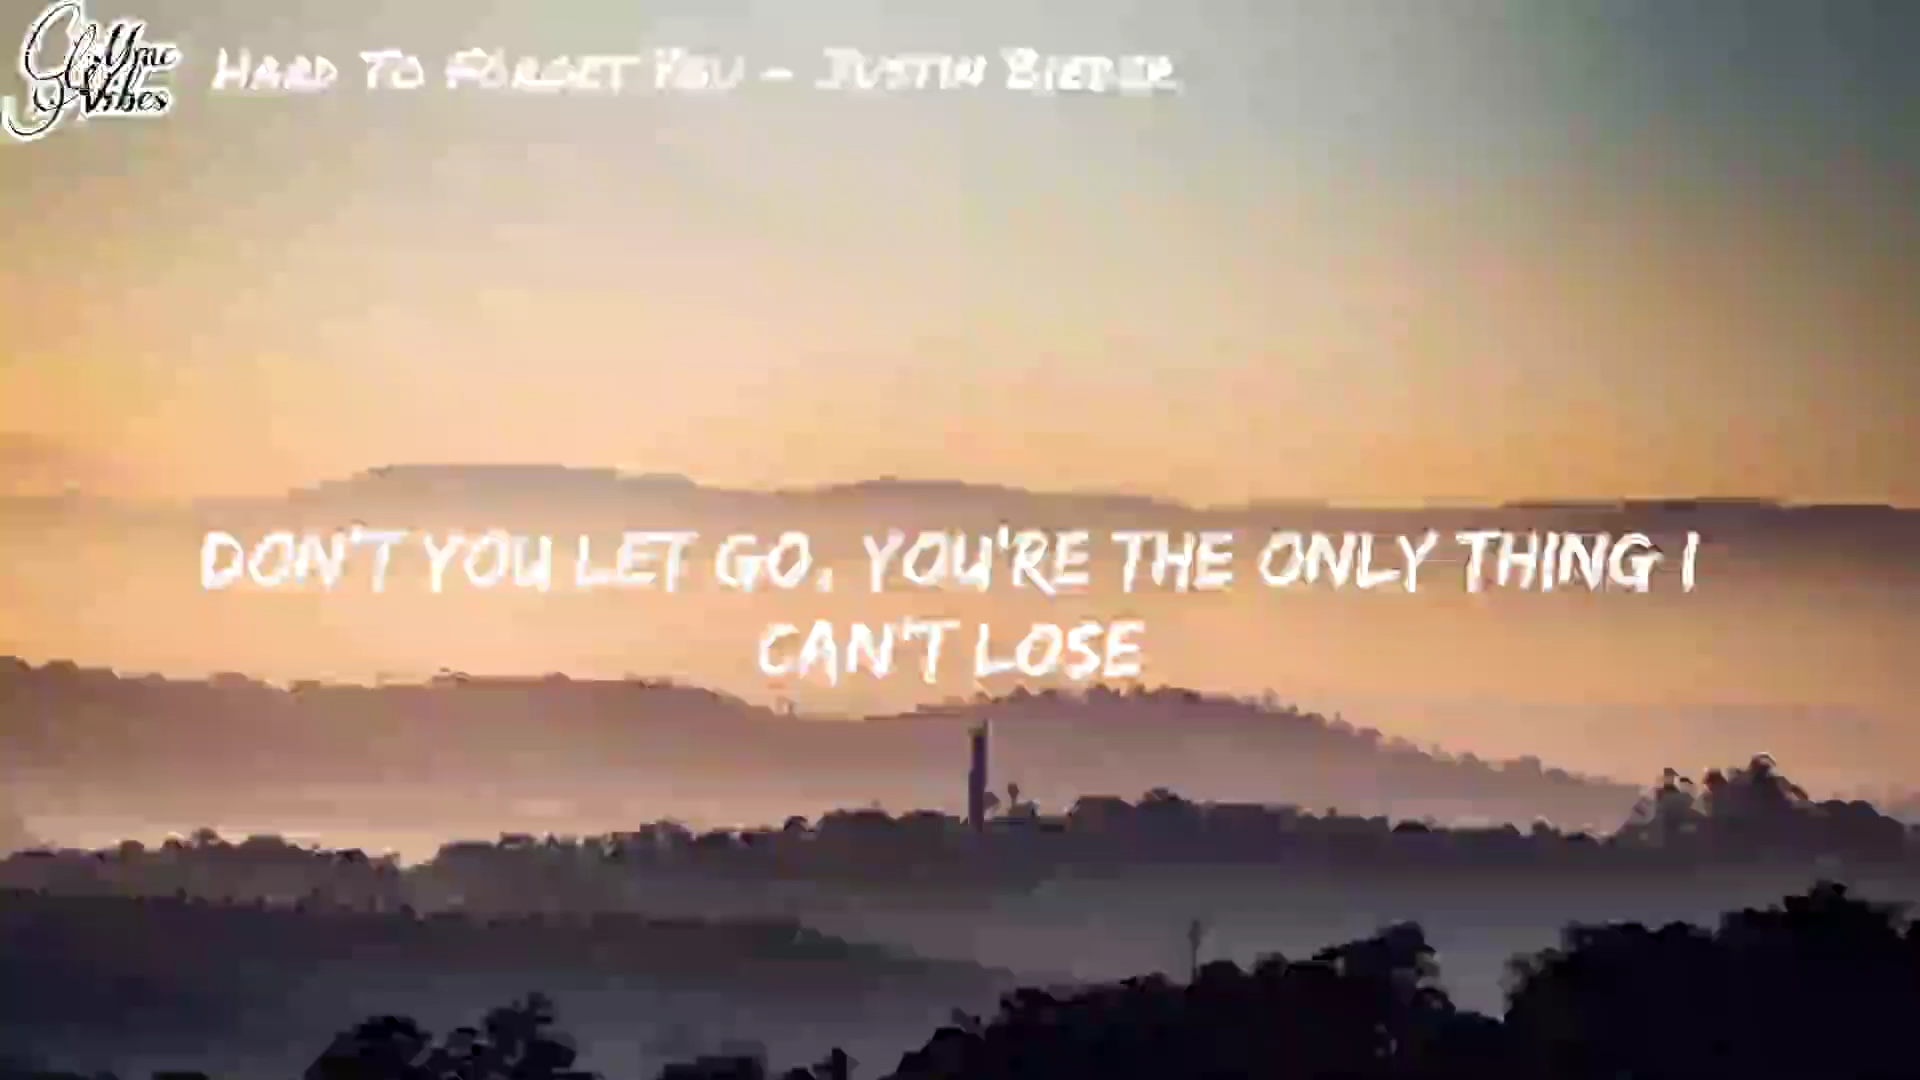 HARD TO FORGET YOU - JUSTIN BIEBER
DON'T YOU LET GO, YOU'RE THE ONLY THING I
CAN'T LOSE